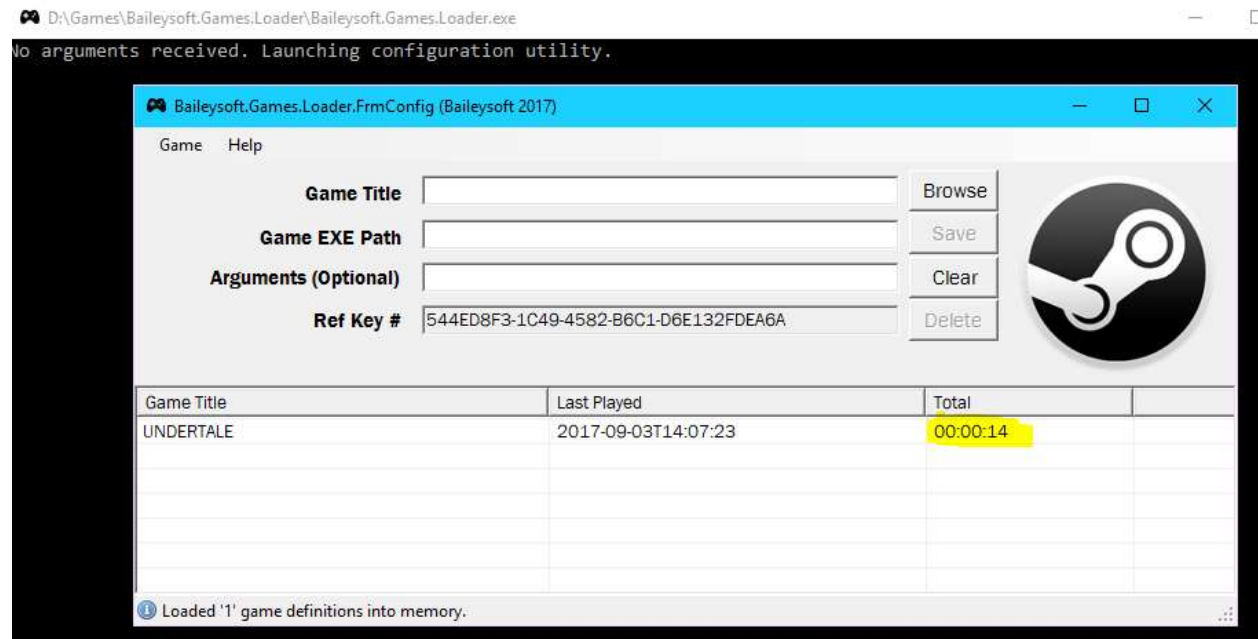 D:\Games\Baileysoft.Games.Loader\Baileysoft.Games.Loader.exe
No arguments received. Launching configuration utility.
Baileysoft.Games.Loader.FrmConfig (Baileysoft 2017)
Game Help
Game Title Browse
Game EXE Path Save
Arguments (Optional) Clear
Ref Key # 544ED8F3-1C49-4582-B6C1-D6E132FDEA6A Delete
Game Title Last Played Total
UNDERTALE 2017-09-03T14:07:23 00:00:14
Loaded '1' game definitions into memory.